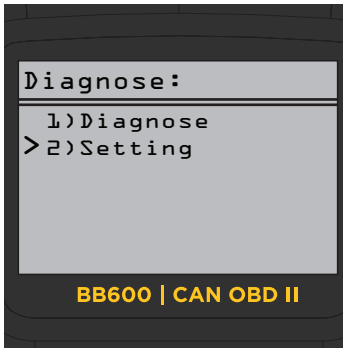 Diagnose:
1)Diagnose
>2)Setting
BB600 | CAN OBD II